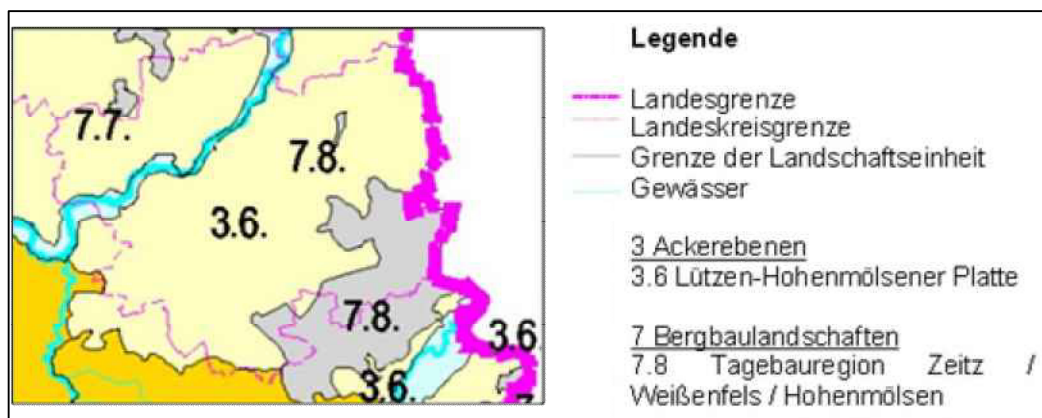 7.7.
7.8.
3.6.
7.8.
3.6
3.6.
Legende
Landesgrenze
Landeskreisgrenze
Grenze der Landschaftseinheit
Gewässer
3 Ackerebenen
3.6 Lützen-Hohenmölsener Platte
7 Bergbaulandschaften
7.8 Tagebauregion Zeitz /
Weißenfels / Hohenmölsen